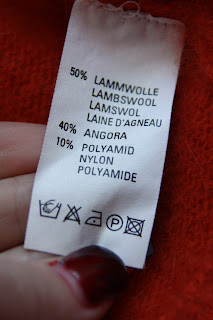 50% LAMMWOLLE
LAMBSWOOL
LAMSWOL
LAINE D'AGNEAU
40% ANGORA
10% POLYAMID
NYLON
POLYAMIDE
P